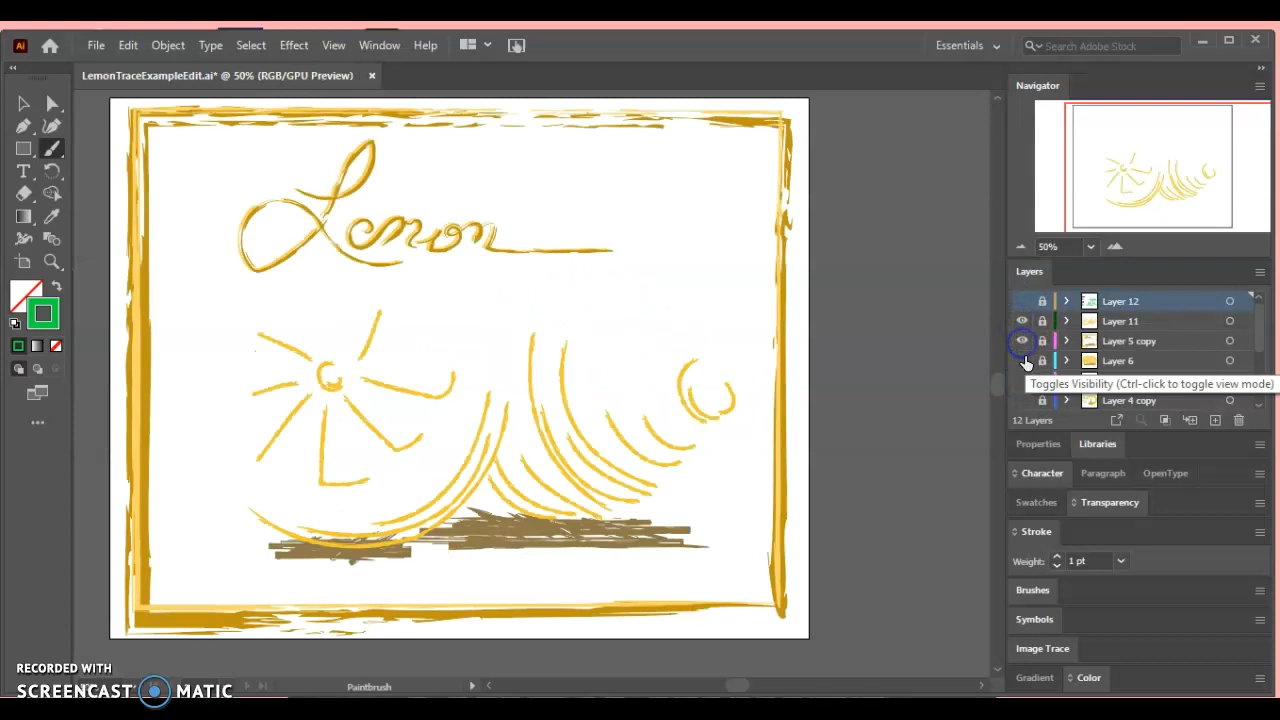 Ai File Edit Object Type Select Effect View Window Help Essentials Search Adobe Stock
LemonTraceExampleEdit.ai* @ 50% (RGB/GPU Preview)
Navigator
Lemon
50%
Layers
Layer 12
Layer 11
Layer 5 copy
Layer 6
Toggles Visibility (Ctrl-click to toggle view mode)
Layer 4 copy
12 Layers
Properties Libraries
Character Paragraph OpenType
Swatches Transparency
Stroke
Weight: 1 pt
Brushes
Symbols
Image Trace
Gradient Color
RECORDED WITH
SCREENCAST MATIC
Paintbrush